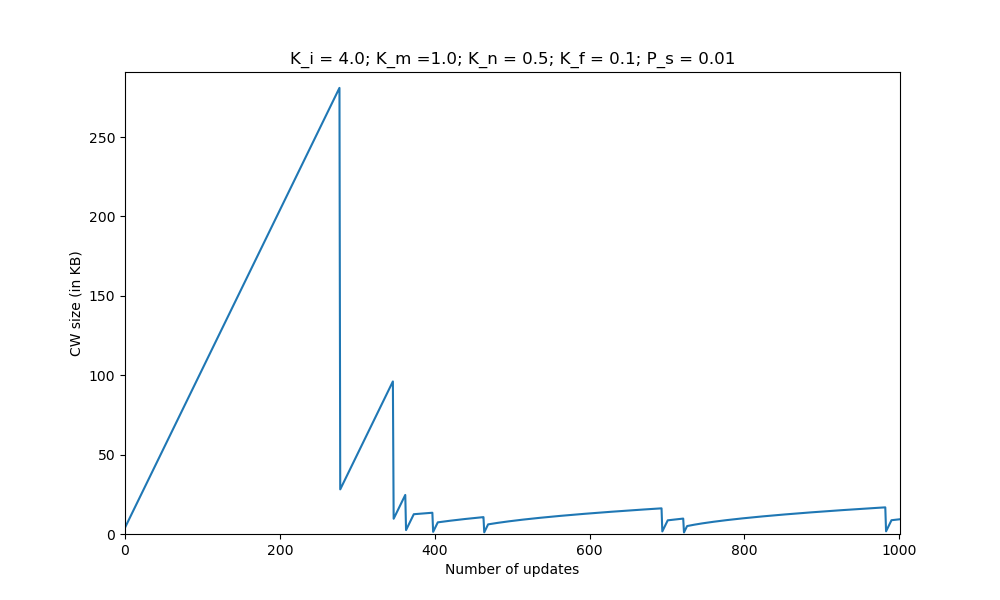 K_i = 4.0; K_m =1.0; K_n = 0.5; K_f = 0.1; P_s = 0.01
CW size (in KB)
250
200
150
100
50
0
0 200 400 600 800 1000
Number of updates